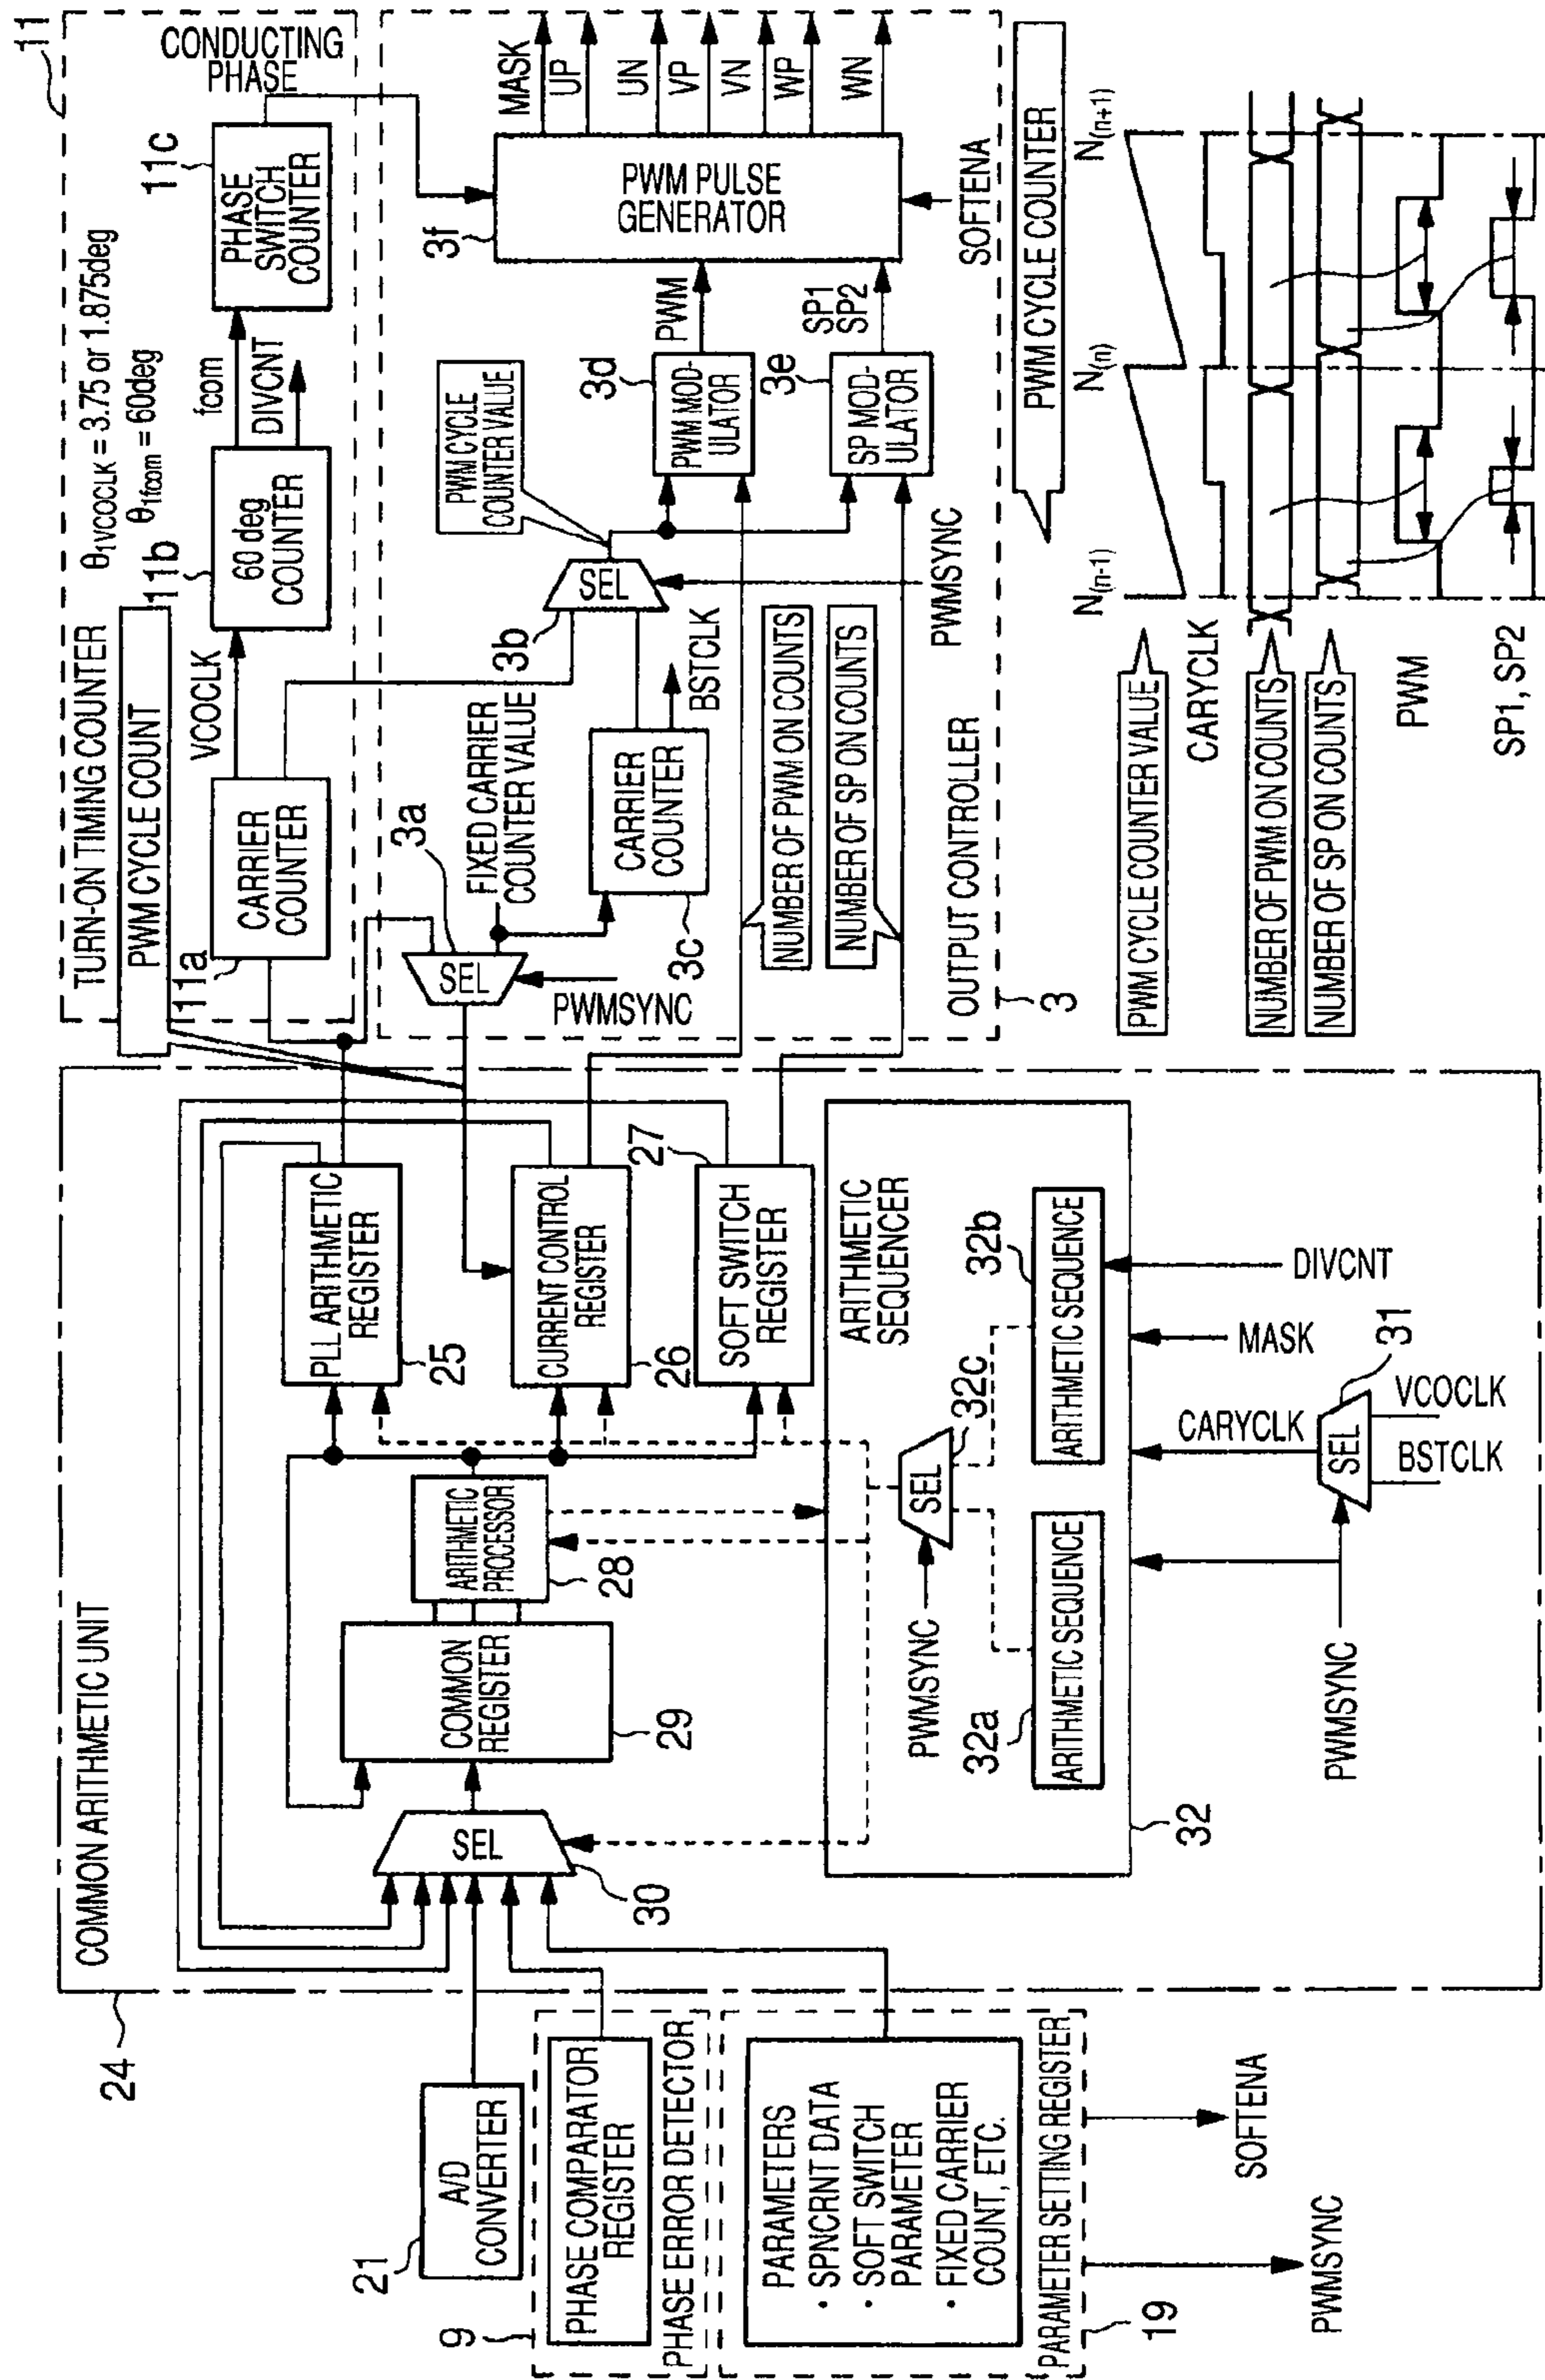 24
COMMON ARITHMETIC UNIT
21
A/D
CONVERTER
9
PHASE COMPARATOR
REGISTER
PHASE ERROR DETECTOR
PARAMETERS
• SPNCRNT DATA
• SOFT SWITCH
PARAMETER
• FIXED CARRIER
COUNT, ETC.
PARAMETER SETTING REGISTER
19
SOFTENA
PWMSYNC
SEL
30
COMMON
REGISTER
29
ARITHMETIC
PROCESSOR
28
PLL ARITHMETIC
REGISTER
25
CURRENT CONTROL
REGISTER
26
SOFT SWITCH
REGISTER
27
ARITHMETIC
SEQUENCER
PWMSYNC
SEL
32c
32a
ARITHMETIC SEQUENCE
32b
ARITHMETIC SEQUENCE
32
DIVCNT
MASK
CARYCLK
31
SEL
VCOCLK
BSTCLK
PWMSYNC
11
TURN-ON TIMING COUNTER
PWM CYCLE COUNT
11a
CARRIER
COUNTER
VCOCLK
11b
60 deg
COUNTER
θ1VCOCLK = 3.75 or 1.875deg
θ1fcom = 60deg
fcom
DIVCNT
11c
PHASE
SWITCH
COUNTER
CONDUCTING
PHASE
3a
SEL
PWMSYNC
FIXED CARRIER
COUNTER VALUE
CARRIER
COUNTER
3c
BSTCLK
3b
SEL
PWMSYNC
PWM CYCLE
COUNTER VALUE
3d
PWM MOD-
ULATOR
PWM
3e
SP MOD-
ULATOR
SP1
SP2
3f
PWM PULSE
GENERATOR
SOFTENA
MASK
UP
UN
VP
VN
WP
WN
NUMBER OF PWM ON COUNTS
NUMBER OF SP ON COUNTS
OUTPUT CONTROLLER
3
PWM CYCLE COUNTER
N(n-1)
N(n)
N(n+1)
PWM CYCLE COUNTER VALUE
CARYCLK
NUMBER OF PWM ON COUNTS
NUMBER OF SP ON COUNTS
PWM
SP1, SP2